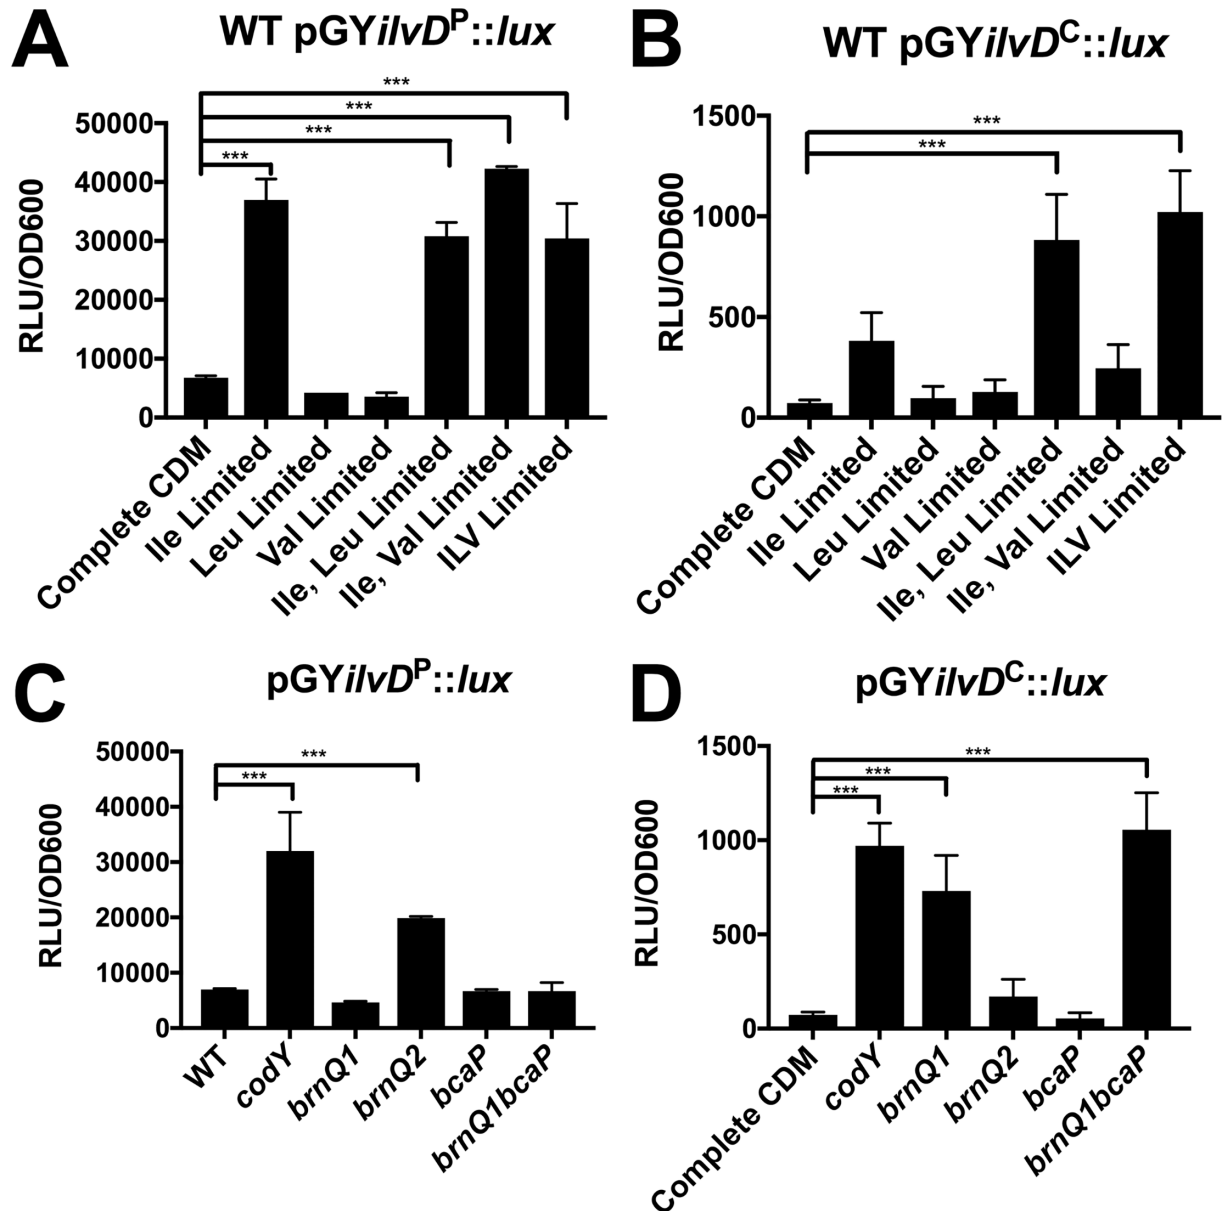 A
WT pGYilvDᴾ::lux
***
***
***
***
RLU/OD600
50000
40000
30000
20000
10000
0
Complete CDM
Ile Limited
Leu Limited
Val Limited
Ile, Leu Limited
Ile, Val Limited
ILV Limited
B
WT pGYilvDᶜ::lux
***
***
RLU/OD600
1500
1000
500
0
Complete CDM
Ile Limited
Leu Limited
Val Limited
Ile, Leu Limited
Ile, Val Limited
ILV Limited
C
pGYilvDᴾ::lux
***
***
RLU/OD600
50000
40000
30000
20000
10000
0
WT
codY
brnQ1
brnQ2
bcaP
brnQ1bcaP
D
pGYilvDᶜ::lux
***
***
***
RLU/OD600
1500
1000
500
0
Complete CDM
codY
brnQ1
brnQ2
bcaP
brnQ1bcaP